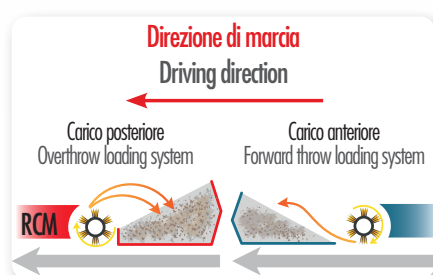 Direzione di marcia
Driving direction
Carico posteriore
Overthrow loading system
Carico anteriore
Forward throw loading system
RCM